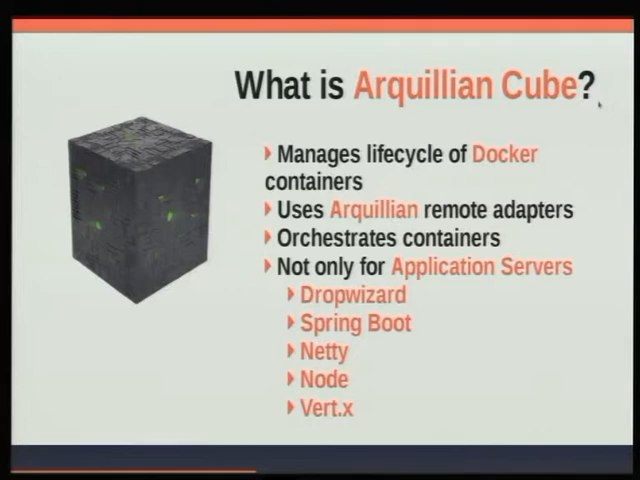 What is Arquillian Cube?
Manages lifecycle of Docker
containers
Uses Arquillian remote adapters
Orchestrates containers
Not only for Application Servers
Dropwizard
Spring Boot
Netty
Node
Vert.x